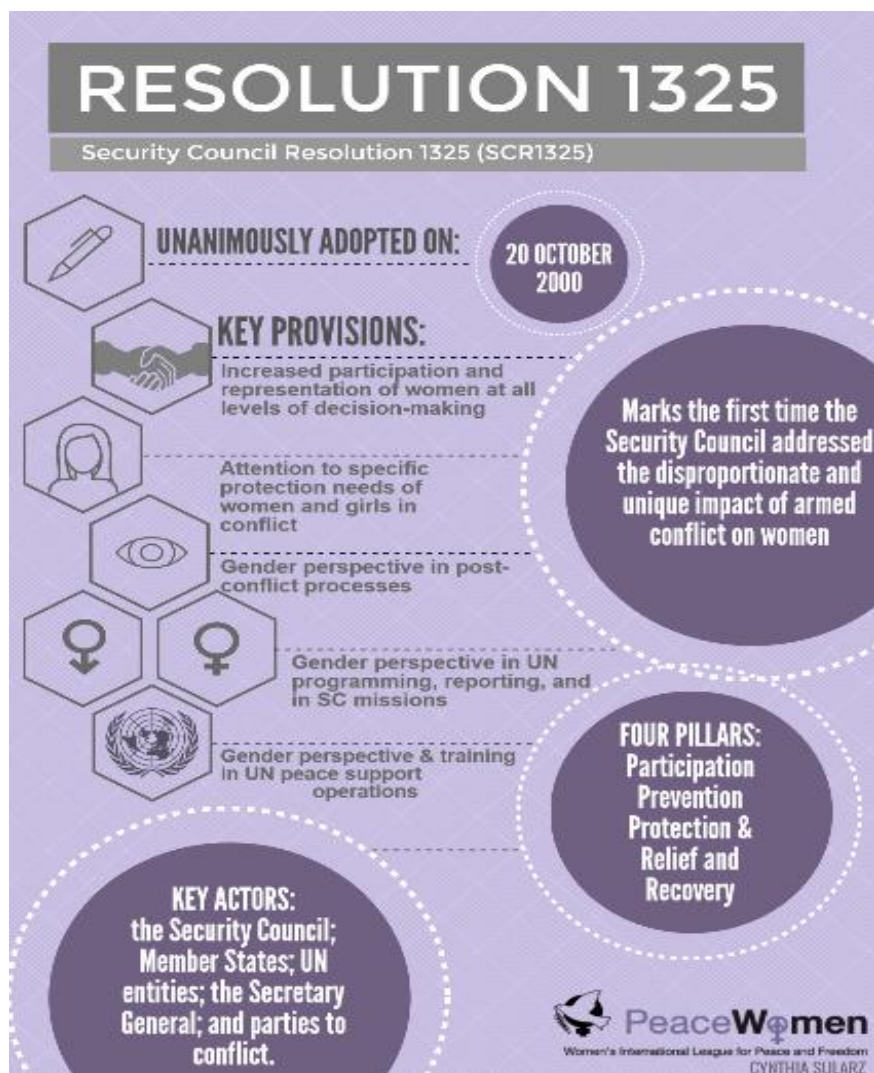 RESOLUTION 1325
Security Council Resolution 1325 (SCR1325)
UNANIMOUSLY ADOPTED ON:
20 OCTOBER
2000
KEY PROVISIONS:
Increased participation and
representation of women at all
levels of decision-making
Attention to specific
protection needs of
women and girls in
conflict
Gender perspective in post-
conflict processes
Gender perspective in UN
programming, reporting, and
in SC missions
Gender perspective & training
in UN peace support
operations
Marks the first time the
Security Council addressed
the disproportionate and
unique impact of armed
conflict on women
FOUR PILLARS:
Participation
Prevention
Protection &
Relief and
Recovery
KEY ACTORS:
the Security Council;
Member States; UN
entities; the Secretary
General; and parties to
conflict.
PeaceWomen
Women's International League for Peace and Freedom
CYNTHIA SULARZ